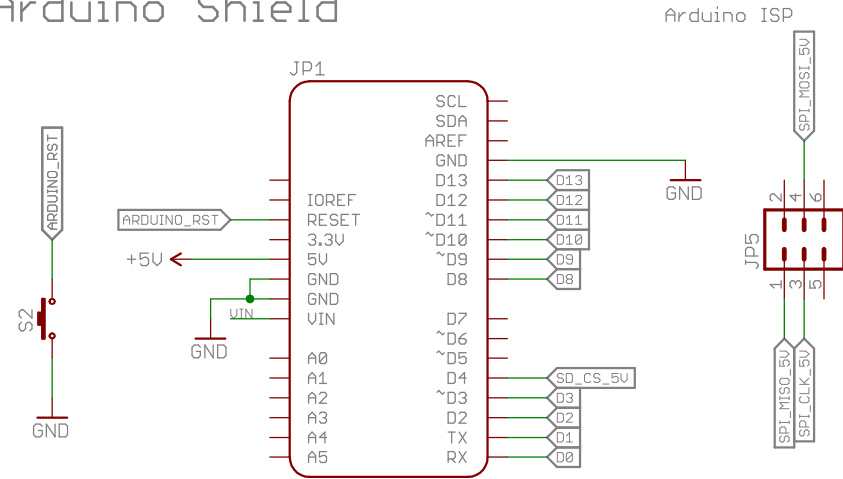 Arduino Shield
Arduino ISP
JP1
SPI_MOSI_5V
ARDUINO_RST
SCL
SDA
AREF
GND
GND
D13 D13
IOREF D12 D12
ARDUINO_RST RESET ~D11 D11
3.3V ~D10 D10
+5V 5V ~D9 D9
GND D8 D8
GND
VIN VIN D7
GND
~D6
A0 ~D5
A1 D4 SD_CS_5V
A2 ~D3 D3
A3 D2 D2
A4 TX D1
A5 RX D0
S2
GND
2 4 6
JP5
1 3 5
SPI_MISO_5V
SPI_CLK_5V